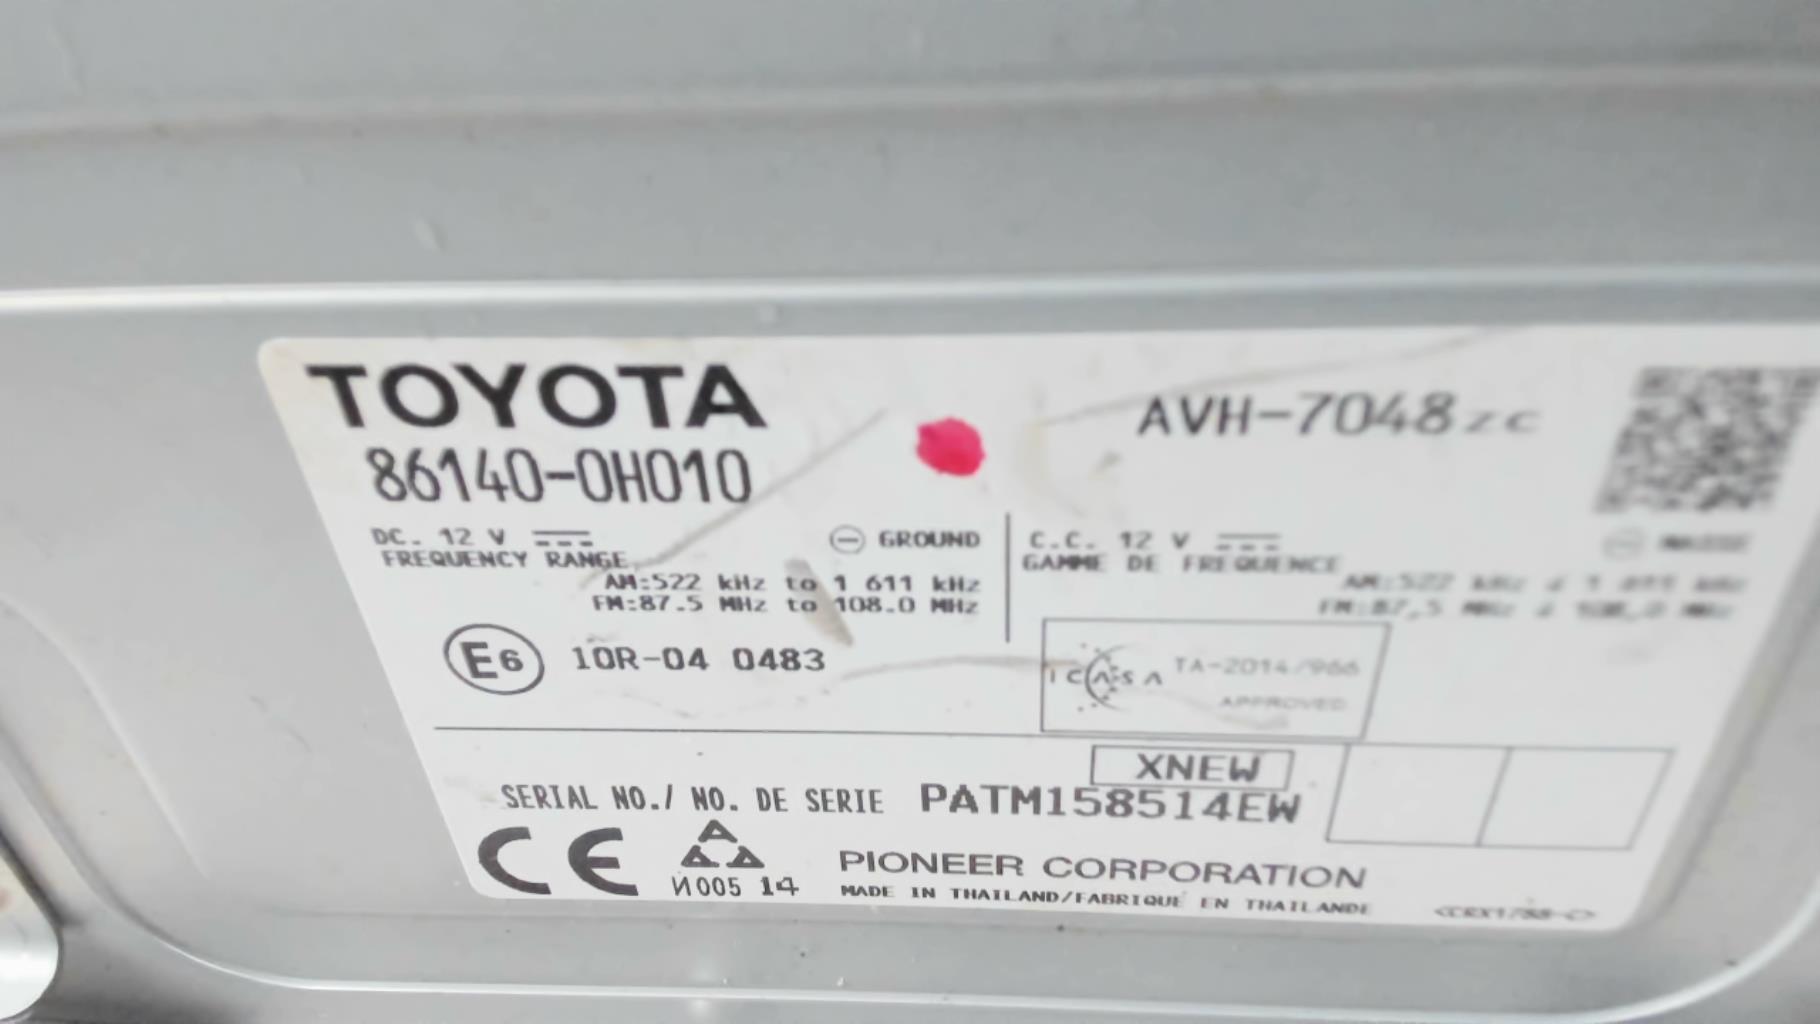 TOYOTA
86140-0H010
AVH-7048zc
DC. 12 V
GROUND
FREQUENCY RANGE
AM:522 kHz to 1 611 kHz
FM:87.5 MHz to 108.0 MHz
C.C. 12 V
GAMME DE FREQUENCE
E6 10R-04 0483
ICASA TA-2014/966
APPROVED
XNEW
SERIAL NO./ NO. DE SERIE PATM158514EW
CE
И005 14
PIONEER CORPORATION
MADE IN THAILAND/FABRIQUÉ EN THAILANDE